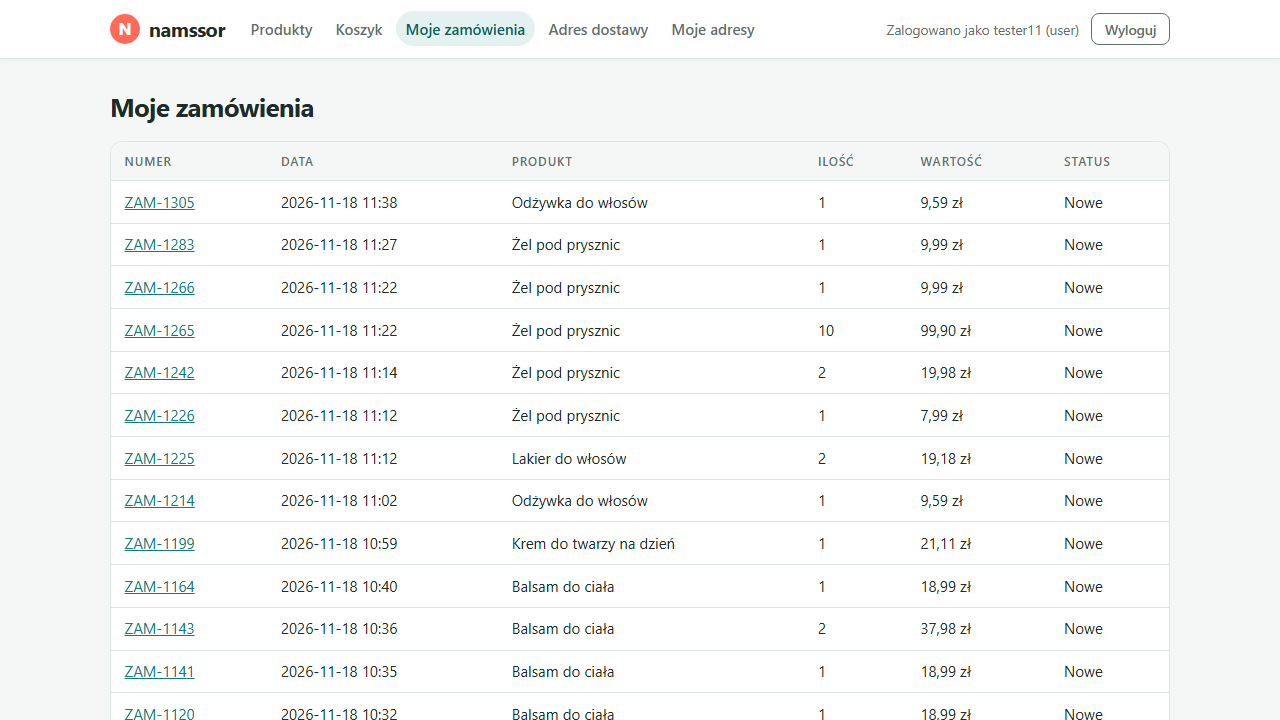 N namssor Produkty Koszyk Moje zamówienia Adres dostawy Moje adresy Zalogowano jako tester11 (user) Wyloguj
Moje zamówienia
NUMER DATA PRODUKT ILOŚĆ WARTOŚĆ STATUS
ZAM-1305 2026-11-18 11:38 Odżywka do włosów 1 9,59 zł Nowe
ZAM-1283 2026-11-18 11:27 Żel pod prysznic 1 9,99 zł Nowe
ZAM-1266 2026-11-18 11:22 Żel pod prysznic 1 9,99 zł Nowe
ZAM-1265 2026-11-18 11:22 Żel pod prysznic 10 99,90 zł Nowe
ZAM-1242 2026-11-18 11:14 Żel pod prysznic 2 19,98 zł Nowe
ZAM-1226 2026-11-18 11:12 Żel pod prysznic 1 7,99 zł Nowe
ZAM-1225 2026-11-18 11:12 Lakier do włosów 2 19,18 zł Nowe
ZAM-1214 2026-11-18 11:02 Odżywka do włosów 1 9,59 zł Nowe
ZAM-1199 2026-11-18 10:59 Krem do twarzy na dzień 1 21,11 zł Nowe
ZAM-1164 2026-11-18 10:40 Balsam do ciała 1 18,99 zł Nowe
ZAM-1143 2026-11-18 10:36 Balsam do ciała 2 37,98 zł Nowe
ZAM-1141 2026-11-18 10:35 Balsam do ciała 1 18,99 zł Nowe
ZAM-1120 2026-11-18 10:32 Balsam do ciała 1 18,99 zł Nowe